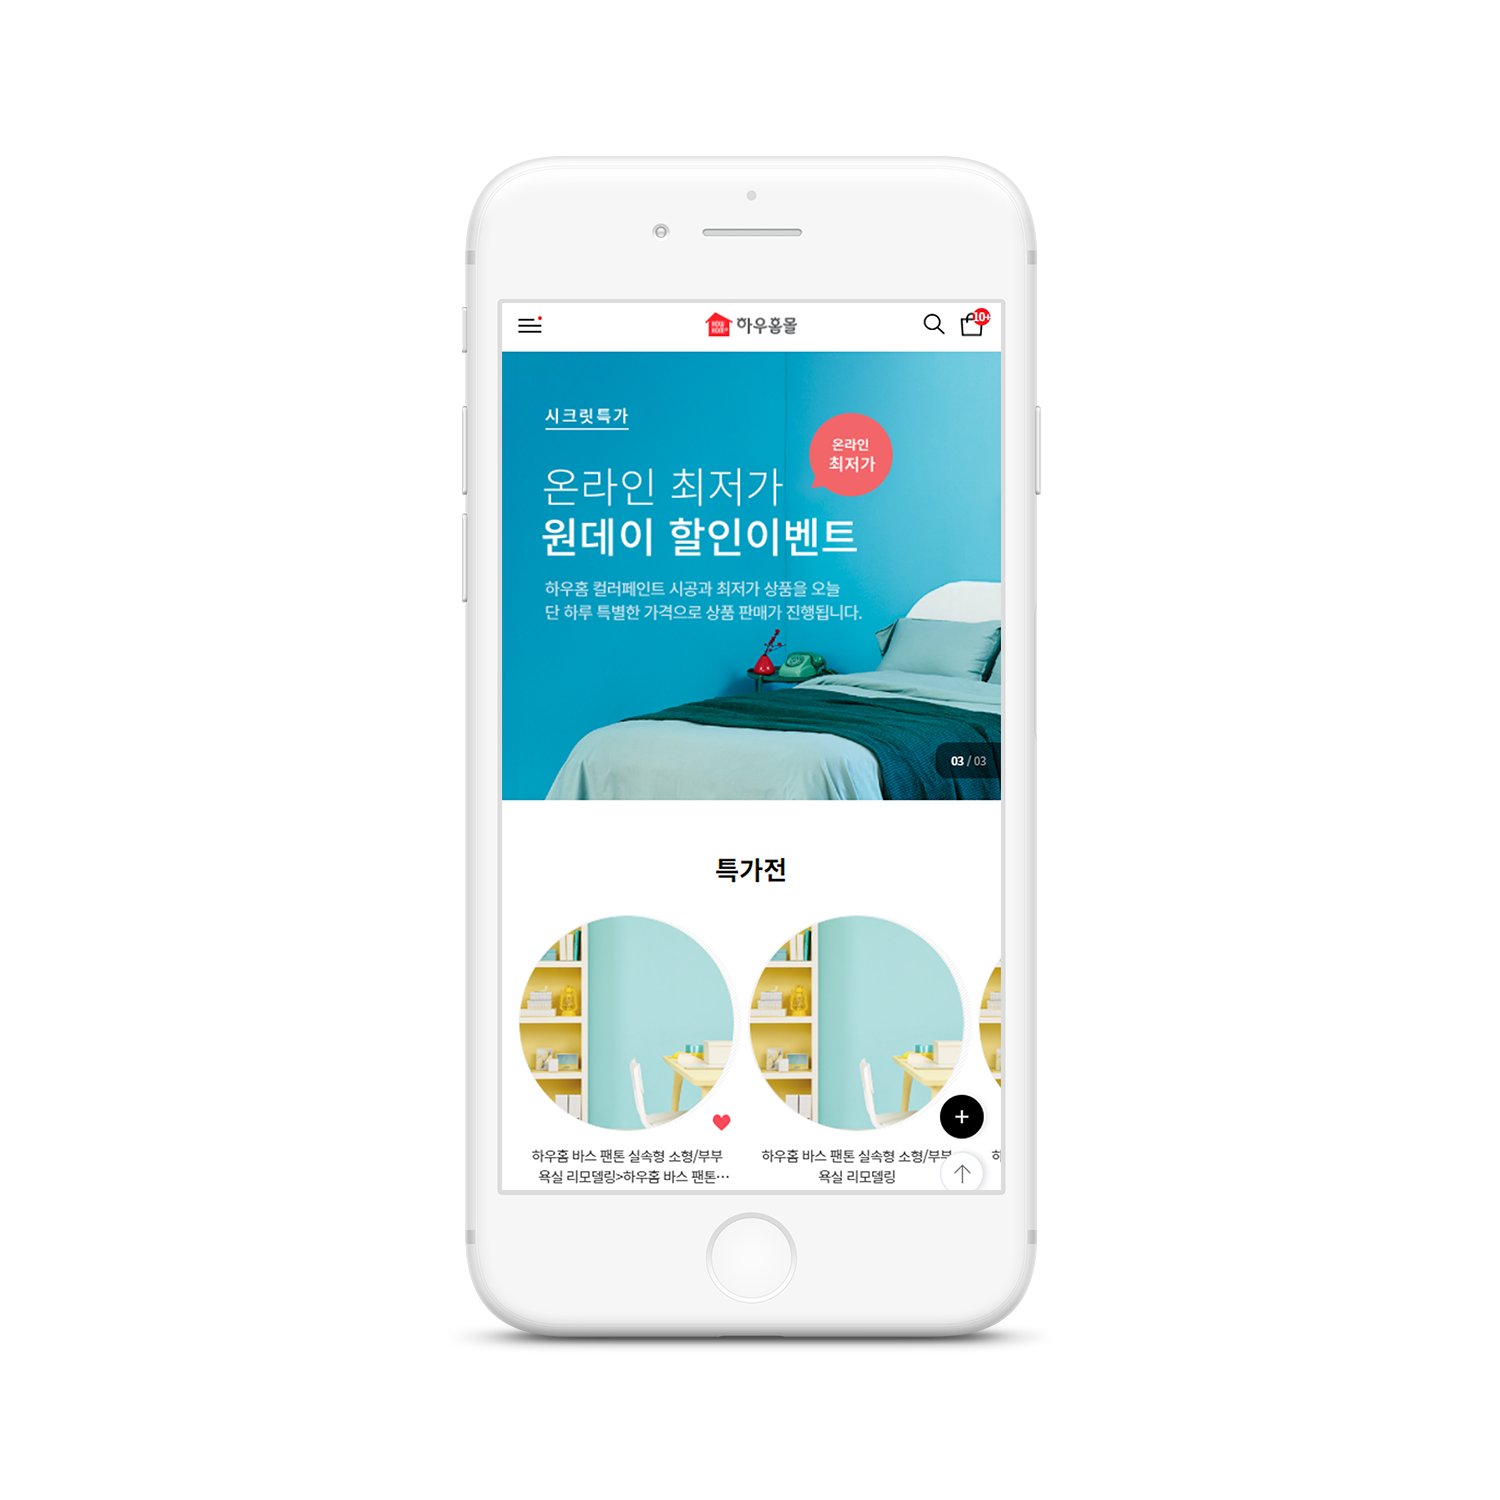 HOW
HOME
하우홈몰
10+
시크릿특가
온라인
최저가
온라인 최저가
원데이 할인이벤트
하우홈 컬러페인트 시공과 최저가 상품을 오늘
단 하루 특별한 가격으로 상품 판매가 진행됩니다.
03 / 03
특가전
하우홈 바스 팬톤 실속형 소형/부부
욕실 리모델링>하우홈 바스 팬톤…
하우홈 바스 팬톤 실속형 소형/부부
욕실 리모델링